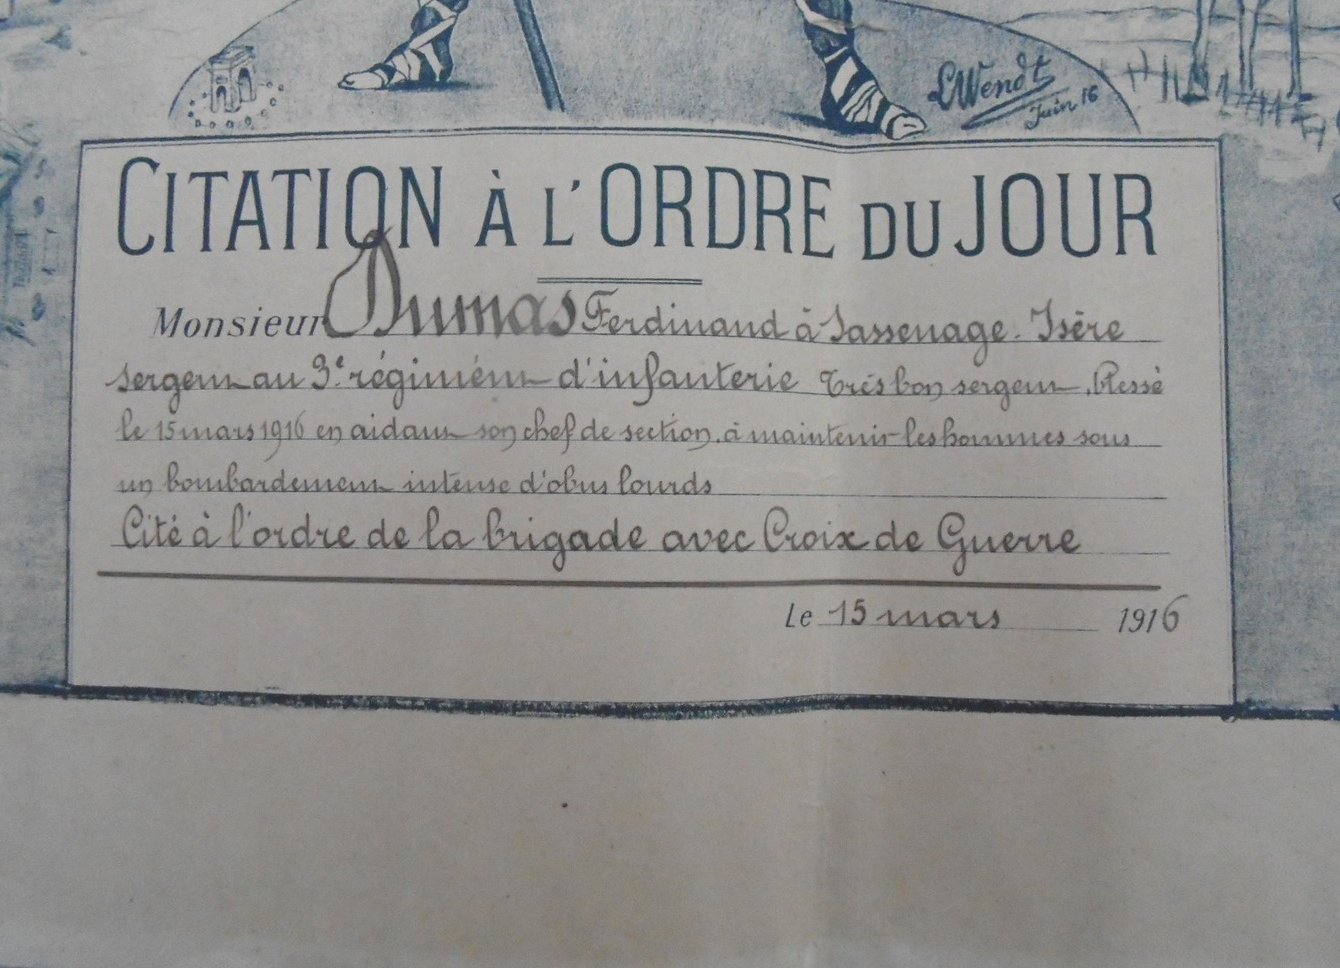 LWendt
Juin 16
CITATION À L'ORDRE DU JOUR
Monsieur Dumas Ferdinand à Sassenage. Isère
sergent au 3e régiment d'infanterie Très bon sergent, Blessé
le 15 mars 1916 en aidant son chef de section, à maintenir les hommes sous
un bombardement intense d'obus lourds
Cité à l'ordre de la brigade avec Croix de Guerre
Le 15 mars 1916